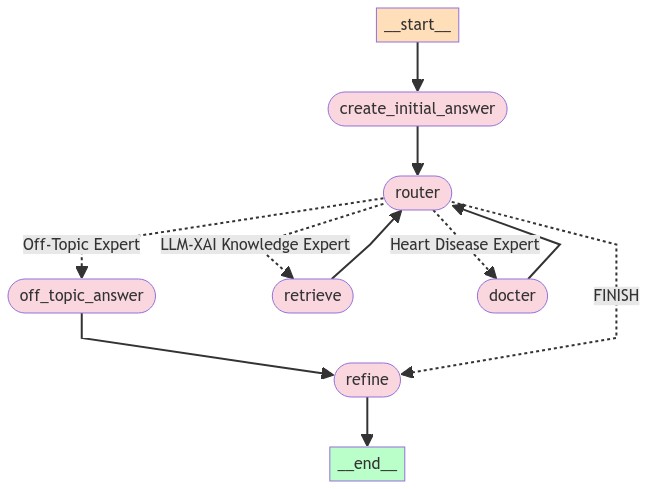 __start__
create_initial_answer
router
Off-Topic Expert
LLM-XAI Knowledge Expert
Heart Disease Expert
off_topic_answer
retrieve
docter
FINISH
refine
__end__